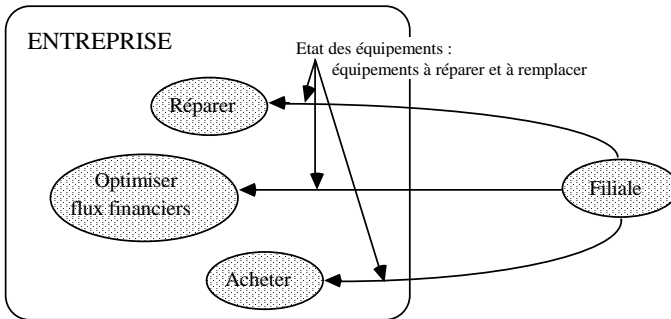 ENTREPRISE
Etat des équipements :
équipements à réparer et à remplacer
Réparer
Optimiser
flux financiers
Filiale
Acheter